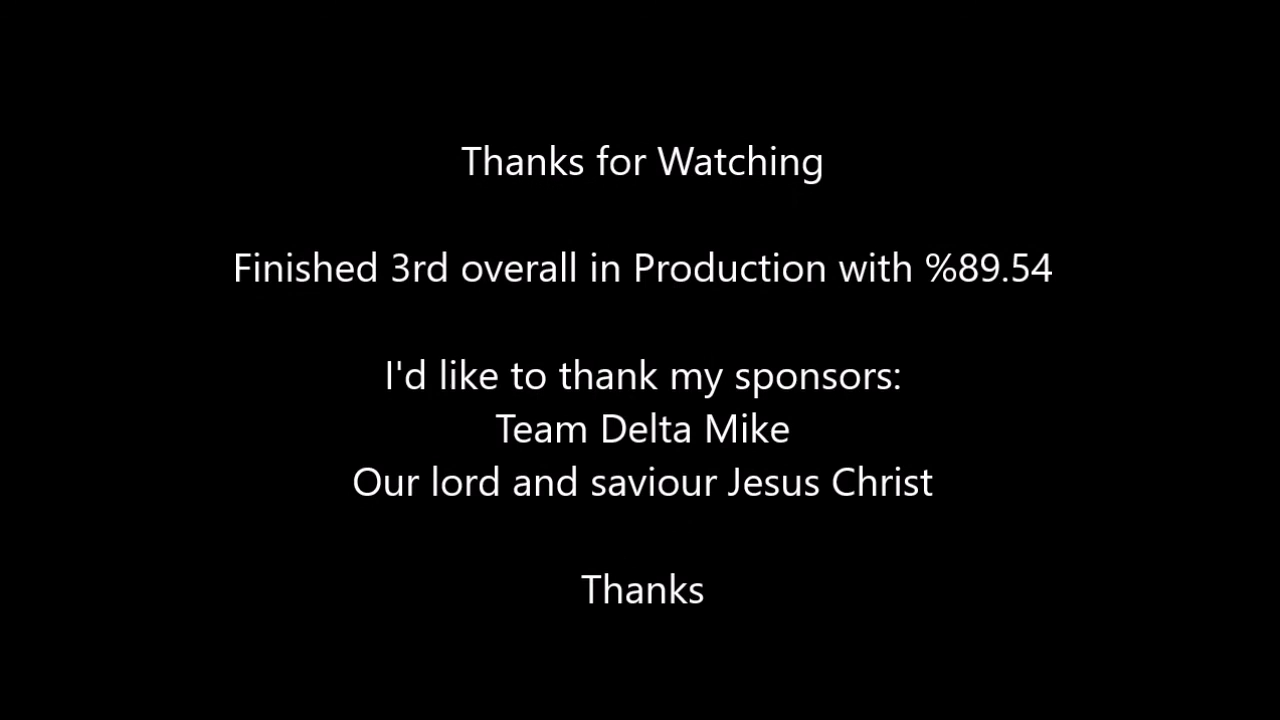 Thanks for Watching
Finished 3rd overall in Production with %89.54
I'd like to thank my sponsors:
Team Delta Mike
Our lord and saviour Jesus Christ
Thanks